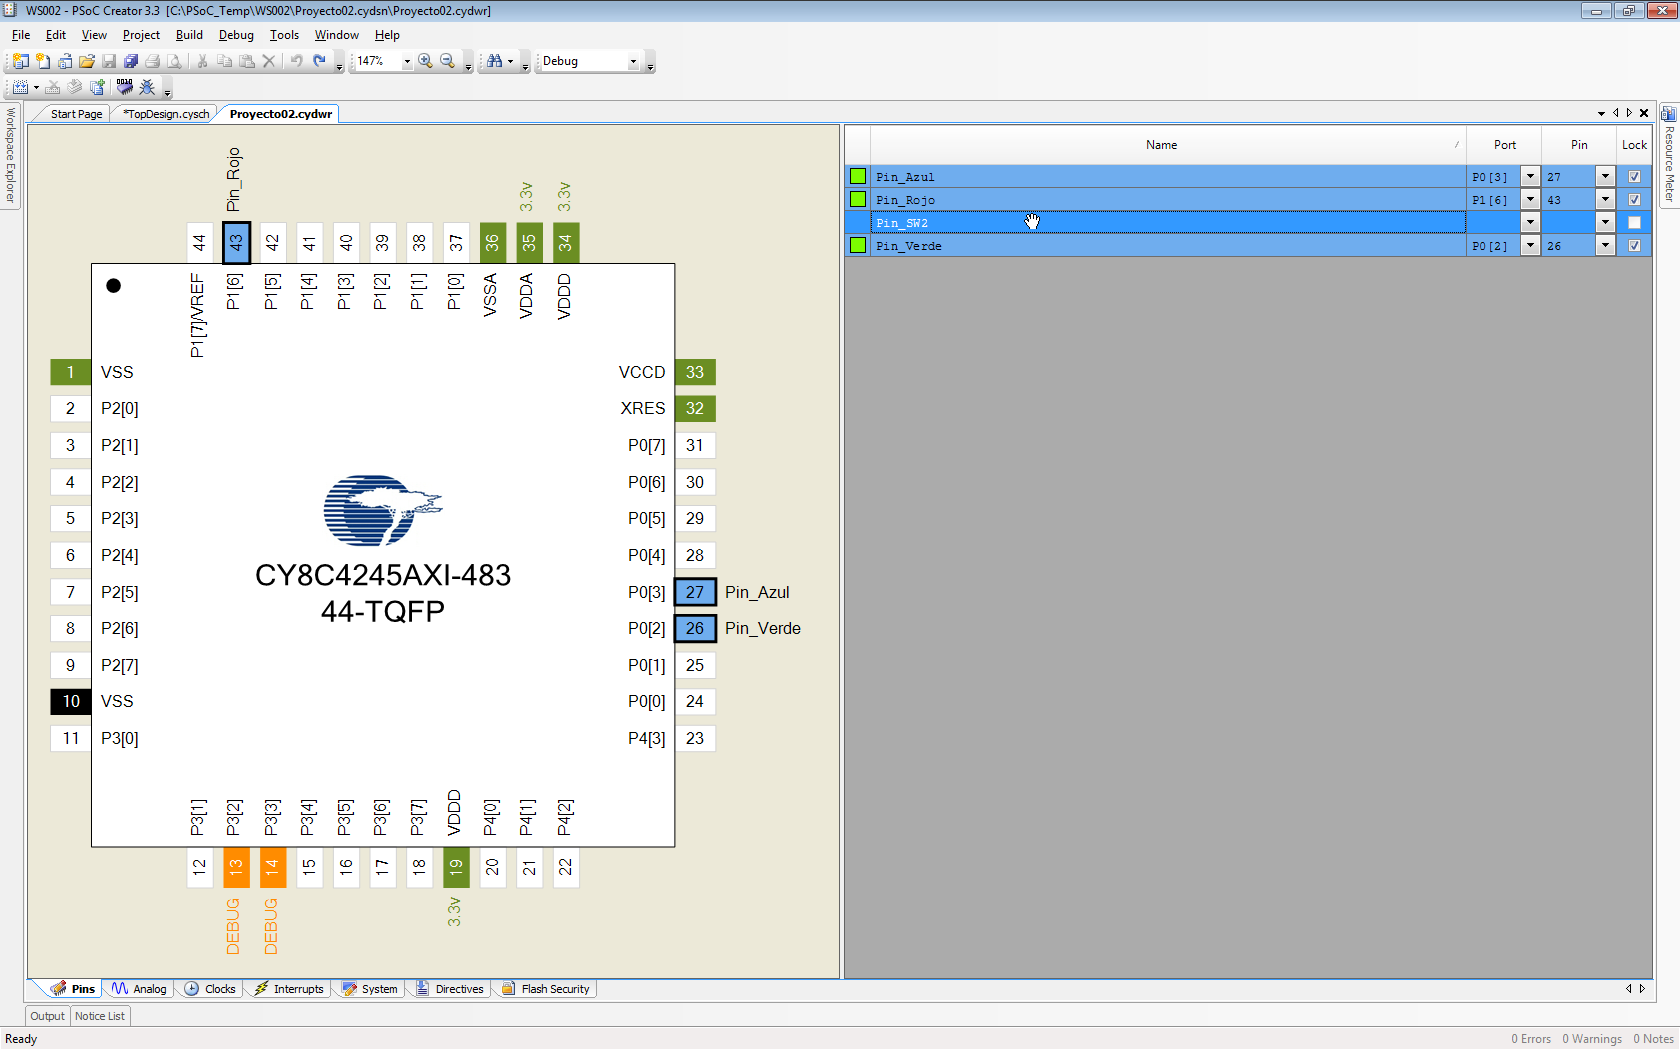 WS002 - PSoC Creator 3.3 [C:\PSoC_Temp\WS002\Proyecto02.cydsn\Proyecto02.cydwr]
File Edit View Project Build Debug Tools Window Help
147% Debug
Start Page *TopDesign.cysch Proyecto02.cydwr
Workspace Explorer
Resource Meter
Name / Port Pin Lock
Pin_Azul P0[3] 27
Pin_Rojo P1[6] 43
Pin_SW2
Pin_Verde P0[2] 26
Pin_Rojo 3.3v 3.3v
44 43 42 41 40 39 38 37 36 35 34
P1[7]/VREF P1[6] P1[5] P1[4] P1[3] P1[2] P1[1] P1[0] VSSA VDDA VDDD
1 VSS VCCD 33
2 P2[0] XRES 32
3 P2[1] P0[7] 31
4 P2[2] P0[6] 30
5 P2[3] P0[5] 29
6 P2[4] P0[4] 28
CY8C4245AXI-483
7 P2[5] P0[3] 27 Pin_Azul
44-TQFP
8 P2[6] P0[2] 26 Pin_Verde
9 P2[7] P0[1] 25
10 VSS P0[0] 24
11 P3[0] P4[3] 23
P3[1] P3[2] P3[3] P3[4] P3[5] P3[6] P3[7] VDDD P4[0] P4[1] P4[2]
12 13 14 15 16 17 18 19 20 21 22
DEBUG DEBUG 3.3v
Pins Analog Clocks Interrupts System Directives Flash Security
Output Notice List
Ready 0 Errors 0 Warnings 0 Notes